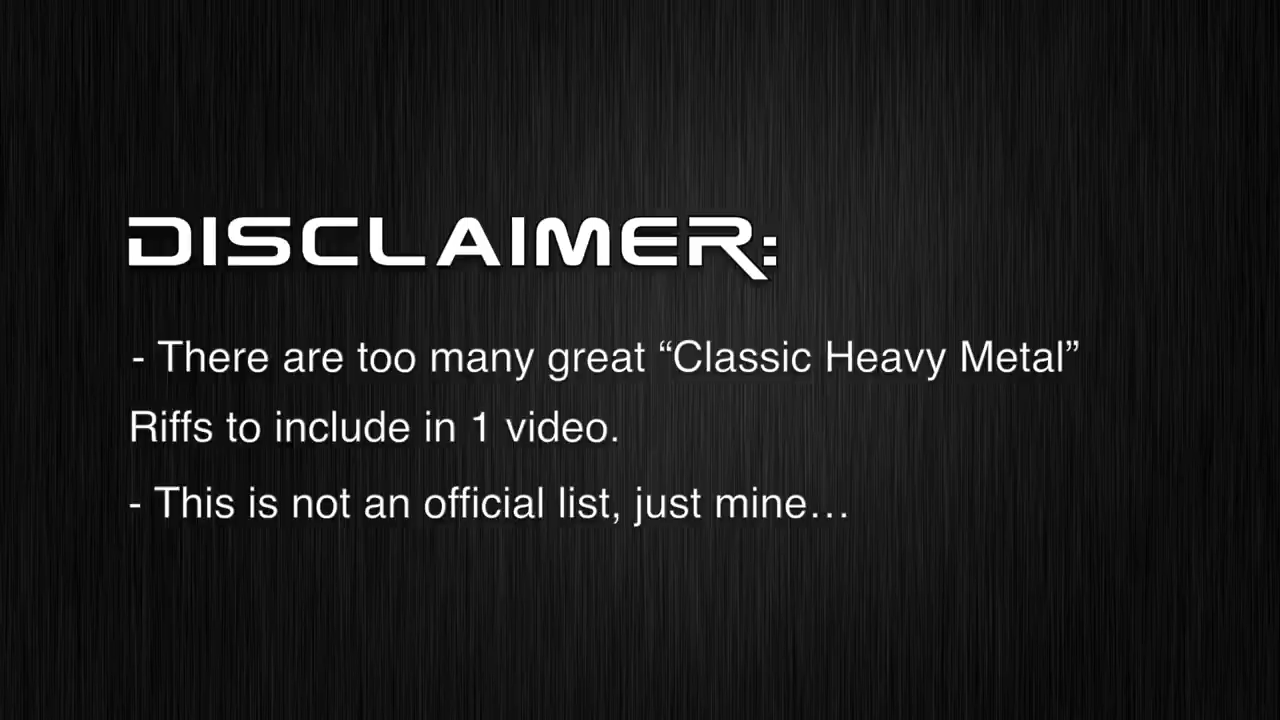 DISCLAIMER:
- There are too many great “Classic Heavy Metal”
Riffs to include in 1 video.
- This is not an official list, just mine…